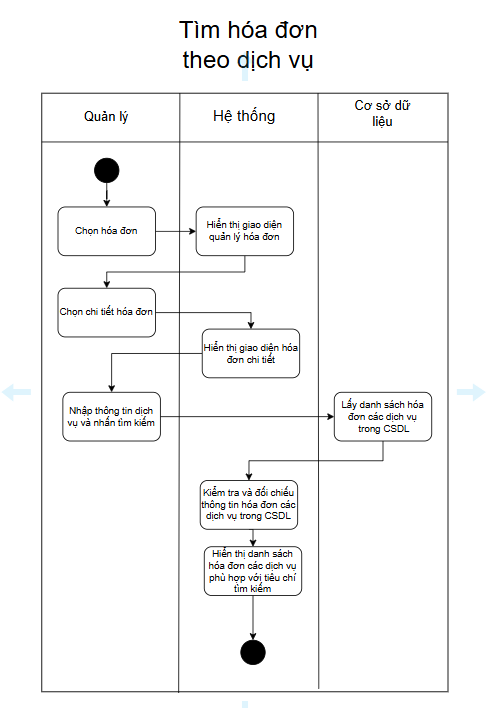 Tìm hóa đơn
theo dịch vụ
Quản lý
Hệ thống
Cơ sở dữ
liệu
Chọn hóa đơn
Hiển thị giao diện
quản lý hóa đơn
Chọn chi tiết hóa đơn
Hiển thị giao diện hóa
đơn chi tiết
Nhập thông tin dịch
vụ và nhấn tìm kiếm
Lấy danh sách hóa
đơn các dịch vụ
trong CSDL
Kiểm tra và đối chiếu
thông tin hóa đơn các
dịch vụ trong CSDL
Hiển thị danh sách
hóa đơn các dịch vụ
phù hợp với tiêu chí
tìm kiếm